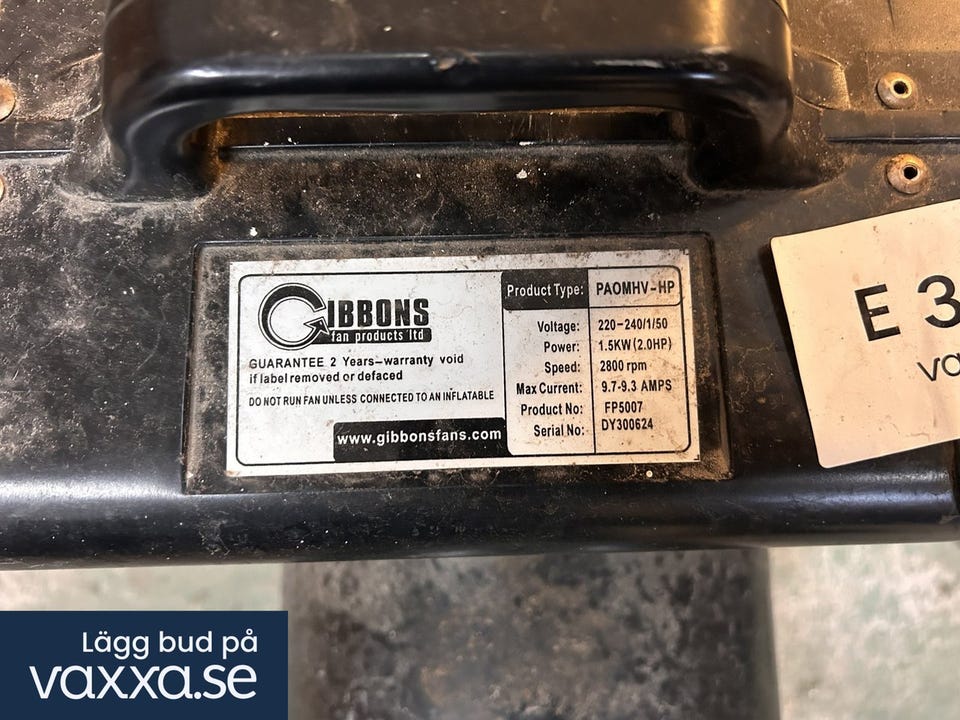 GIBBONS
fan products ltd
GUARANTEE 2 Years-warranty void
if label removed or defaced
DO NOT RUN FAN UNLESS CONNECTED TO AN INFLATABLE
www.gibbonsfans.com
Product Type: PAOMHV-HP
Voltage: 220-240/1/50
Power: 1.5KW(2.0HP)
Speed: 2800 rpm
Max Current: 9.7-9.3 AMPS
Product No: FP5007
Serial No: DY300624
E 3
va
Lägg bud på
vaxxa.se